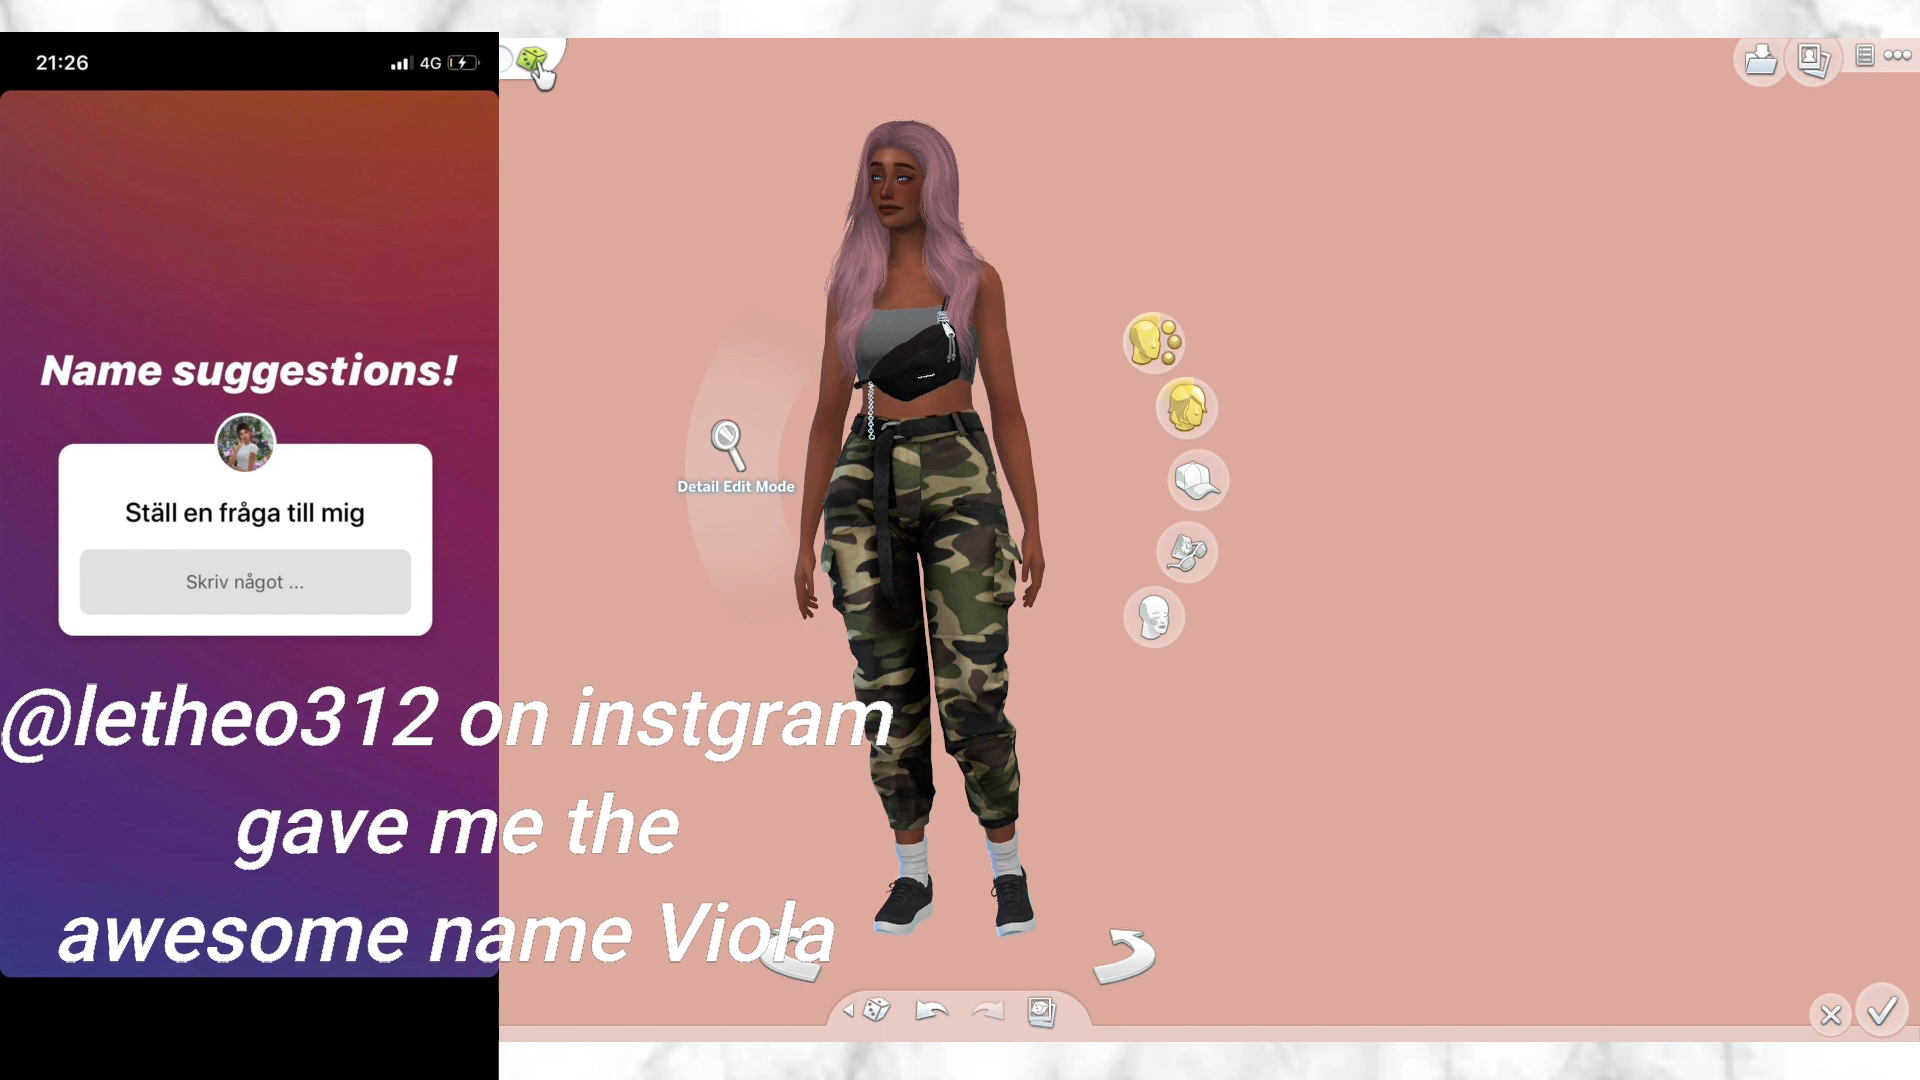 21:26
4G
Name suggestions!
Ställ en fråga till mig
Skriv något ...
@letheo312 on instgram
gave me the
awesome name Viola
Detail Edit Mode